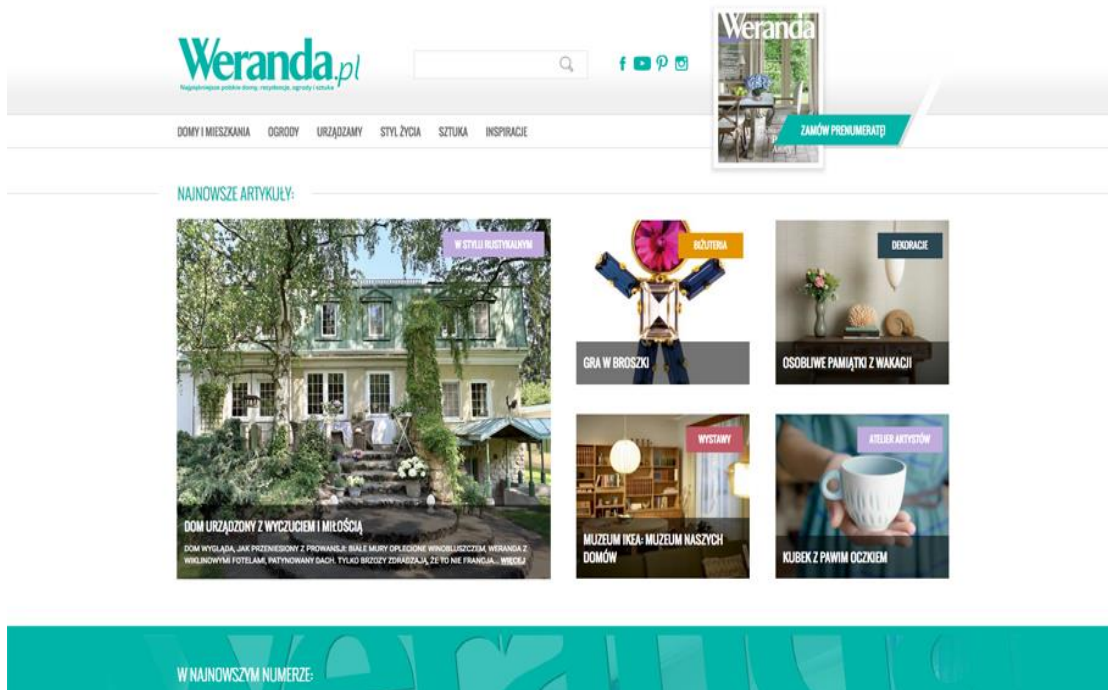 Weranda.pl
Najpiękniejsze polskie domy, rezydencje, ogrody i sztuka
Weranda
ZAMÓW PRENUMERATĘ!
DOMY I MIESZKANIA OGRODY URZĄDZAMY STYL ŻYCIA SZTUKA INSPIRACJE
NAJNOWSZE ARTYKUŁY:
W STYLU RUSTYKALNYM
DOM URZĄDZONY Z WYCZUCIEM I MIŁOŚCIĄ
DOM WYGLĄDA, JAK PRZENIESIONY Z PROWANSJI: BIAŁE MURY OPLECIONE WINOBLUSZCZEM, WERANDA Z
WIKLINOWYMI FOTELAMI, PATYNOWANY DACH. TYLKO BRZOZY ZDRADZAJĄ, ŻE TO NIE FRANCJA... WIĘCEJ
BIŻUTERIA
GRA W BROSZKI
DEKORACJE
OSOBLIWE PAMIĄTKI Z WAKACJI
WYSTAWY
MUZEUM IKEA: MUZEUM NASZYCH
DOMÓW
ATELIER ARTYSTÓW
KUBEK Z PAWIM OCZKIEM
weranda
W NAJNOWSZYM NUMERZE: